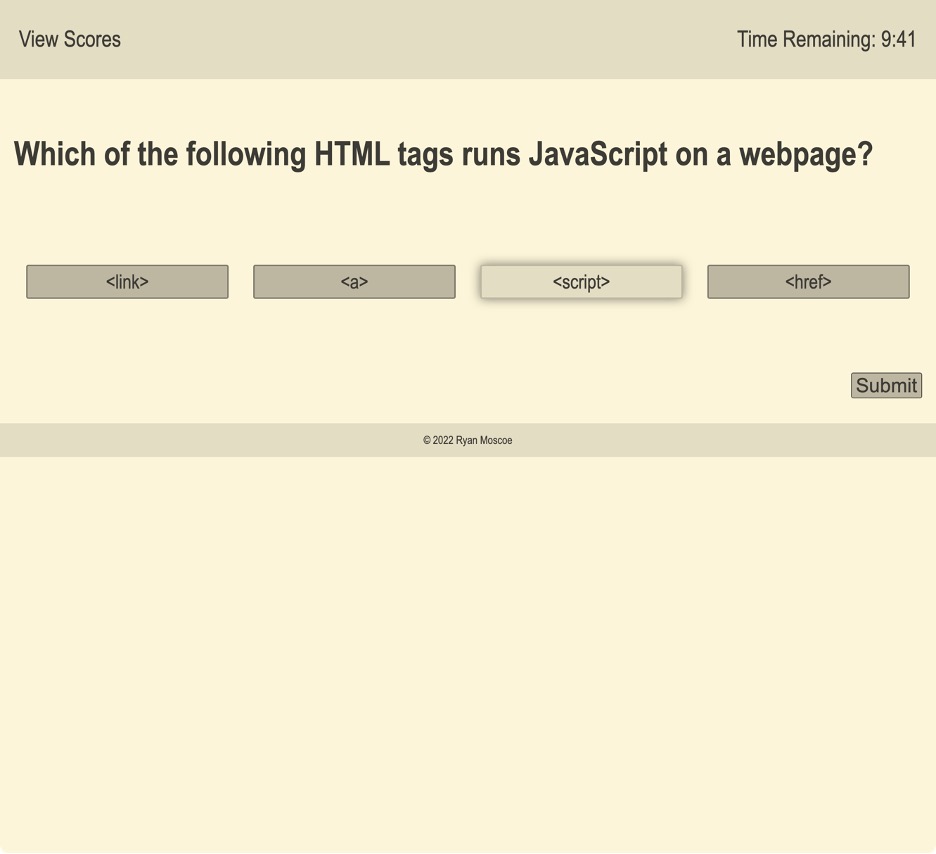 View Scores
Time Remaining: 9:41
Which of the following HTML tags runs JavaScript on a webpage?
<link>
<a>
<script>
<href>
Submit
© 2022 Ryan Moscoe